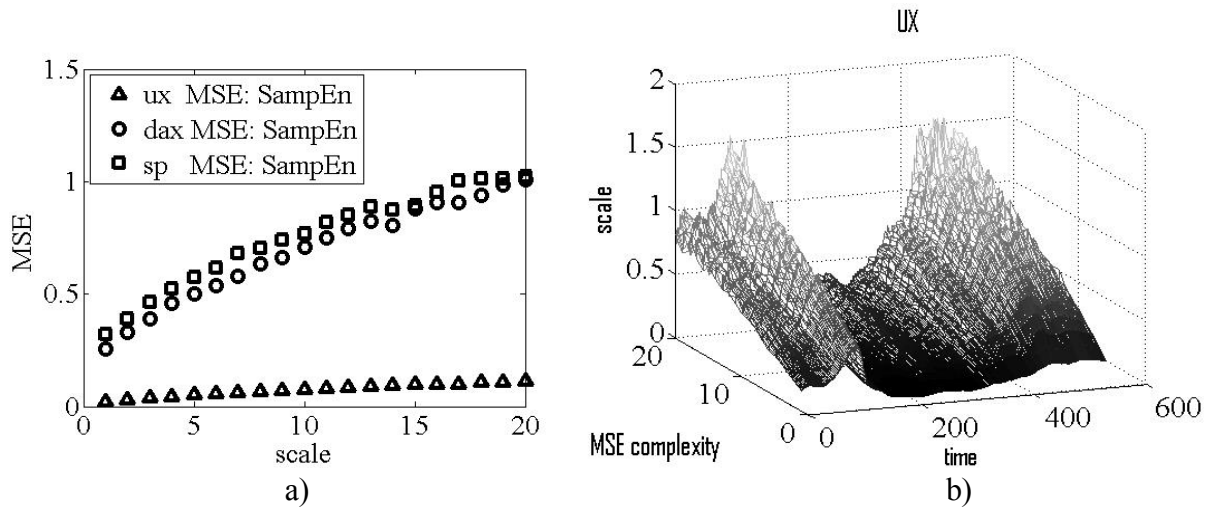 1.5
1
0.5
0
0
5
10
15
20
MSE
scale
ux MSE: SampEn
dax MSE: SampEn
sp MSE: SampEn
a)
UX
2
1.5
1
0.5
0
scale
20
10
0
MSE complexity
0
200
400
600
time
b)